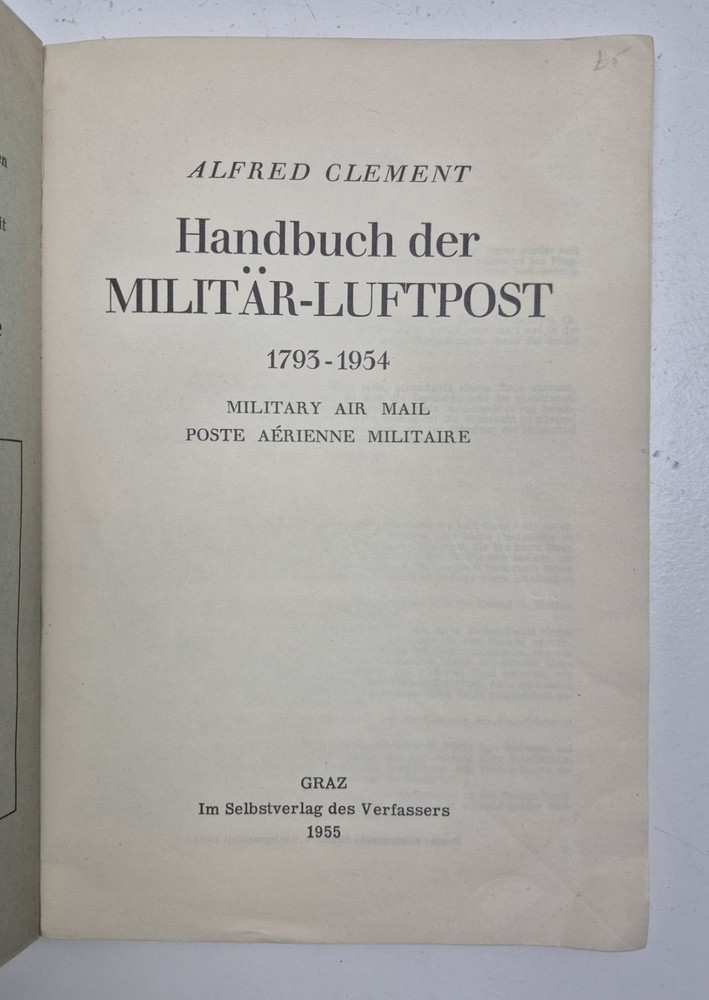 £5
ALFRED CLEMENT
Handbuch der
MILITÄR-LUFTPOST
1793-1954
MILITARY AIR MAIL
POSTE AÉRIENNE MILITAIRE
GRAZ
Im Selbstverlag des Verfassers
1955